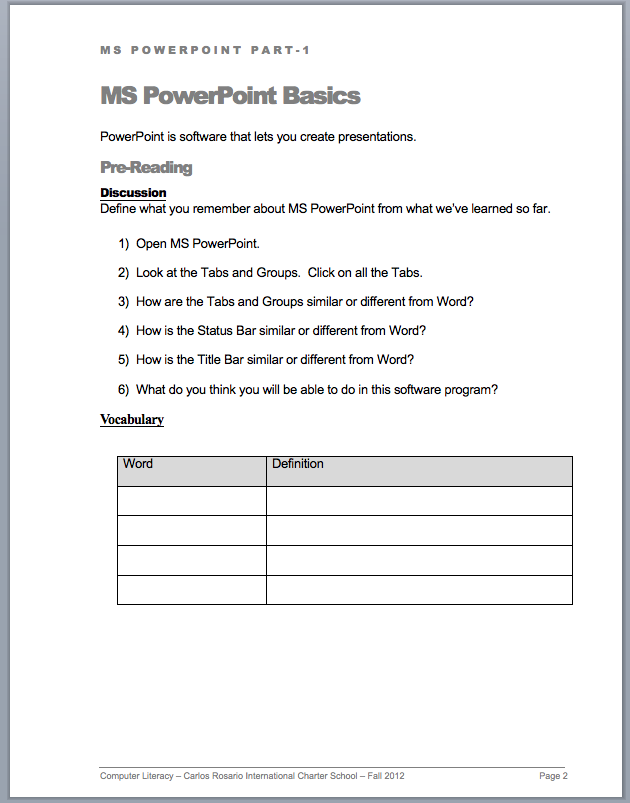 MS POWERPOINT PART-1
MS PowerPoint Basics
PowerPoint is software that lets you create presentations.
Pre-Reading
Discussion
Define what you remember about MS PowerPoint from what we've learned so far.
1) Open MS PowerPoint.
2) Look at the Tabs and Groups. Click on all the Tabs.
3) How are the Tabs and Groups similar or different from Word?
4) How is the Status Bar similar or different from Word?
5) How is the Title Bar similar or different from Word?
6) What do you think you will be able to do in this software program?
Vocabulary
Word Definition
Computer Literacy – Carlos Rosario International Charter School – Fall 2012 Page 2